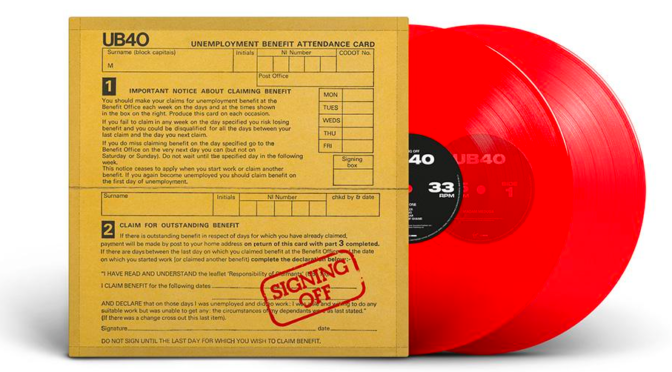 UB40
UNEMPLOYMENT BENEFIT ATTENDANCE CARD
Surname (block capitals) Initials NI Number CODOT No.
M
Post Office
1 IMPORTANT NOTICE ABOUT CLAIMING BENEFIT
You should make your claims for unemployment benefit at the
Benefit Office each week on the days and at the times shown
in the box on the right. Produce this card on each occasion.
If you fail to claim in any week on the day specified you risk losing
benefit and you could be disqualified for all the days between your
last claim and the day you next claim.
If you do miss claiming benefit on the day specified go to the
Benefit Office on the very next day you can (but not on
Saturday or Sunday). Do not wait until the specified day in the following
week.
This notice ceases to apply when you start work or claim another
benefit. If you again become unemployed you should claim benefit on
the first day of unemployment.
MON
TUES
WEDS
THU
FRI
Signing
box
Surname Initials NI Number chkd by & date
2 CLAIM FOR OUTSTANDING BENEFIT
If there is outstanding benefit in respect of days for which you have already claimed,
payment will be made by post to your home address on return of this card with part 3 completed.
If there are days between the last day on which you claimed benefit at the Benefit Office and the date
on which you started work (or claimed another benefit) complete the declaration below:-
"I HAVE READ AND UNDERSTAND the leaflet "Responsibility of Claimants"
I CLAIM BENEFIT for the following dates
AND DECLARE that on those days I was unemployed and did no work: I was able and willing to do any
suitable work but was unable to get any: the circumstances of my dependants were as last stated."
(If there was a change cross out this last item).
Signature date
DO NOT SIGN UNTIL THE LAST DAY FOR WHICH YOU WISH TO CLAIM BENEFIT.
SIGNING
OFF
40
33
RPM
UB40
1